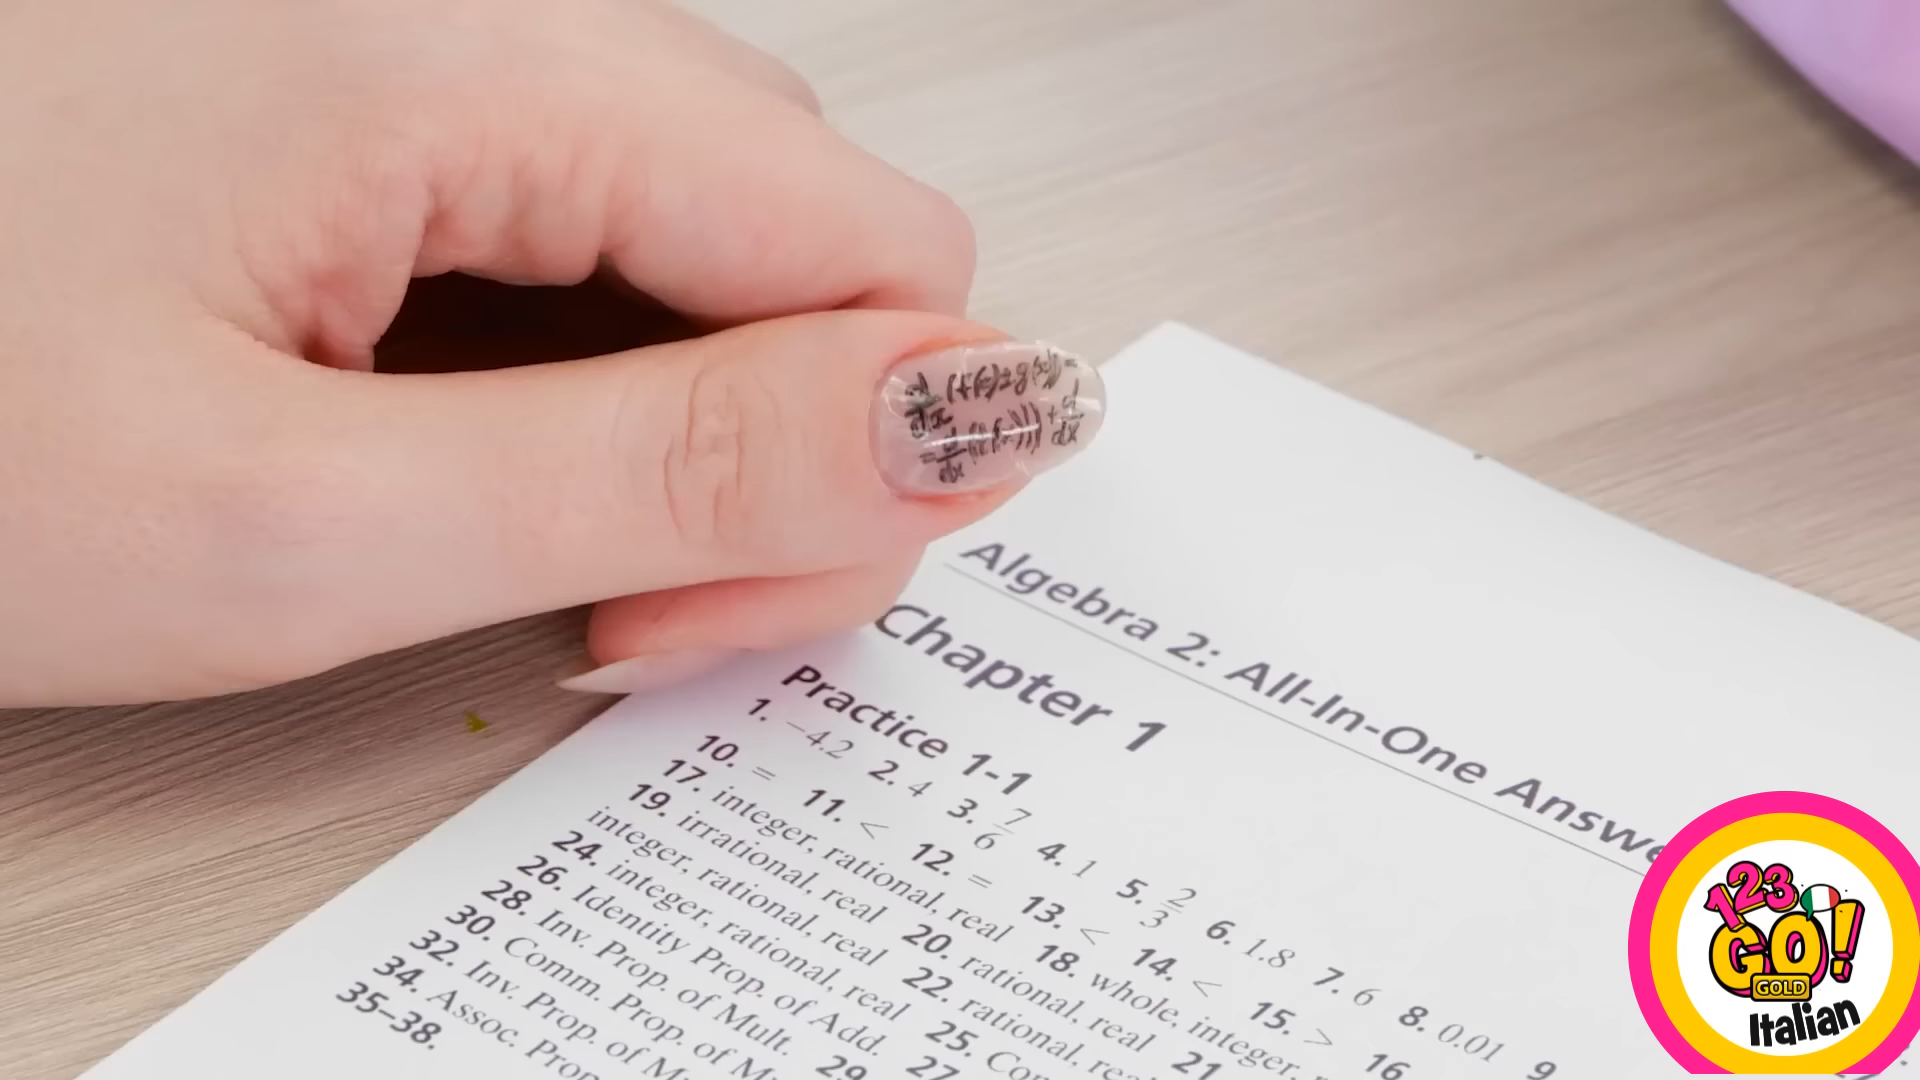 Algebra 2: All-In-One Answe
Chapter 1
Practice 1-1
1. −4.2 2. 4 3. 7/6 4. 1 5. 2/3 6. 1.8 7. 6 8. 0.01 9
10. = 11. < 12. = 13. < 14. < 15. > 16
17. integer, rational, real 18. whole, integer,
19. irrational, real 20. rational, real 21
integer, rational, real 22. rational,
24. integer, rational, real 25.
26. Identity Prop. of Add. 27
28. Inv. Prop. of Mult. 29
30. Comm. Prop. of
32. Inv. Prop. of
34. Assoc.
35–38.
123
GO!
GOLD
Italian